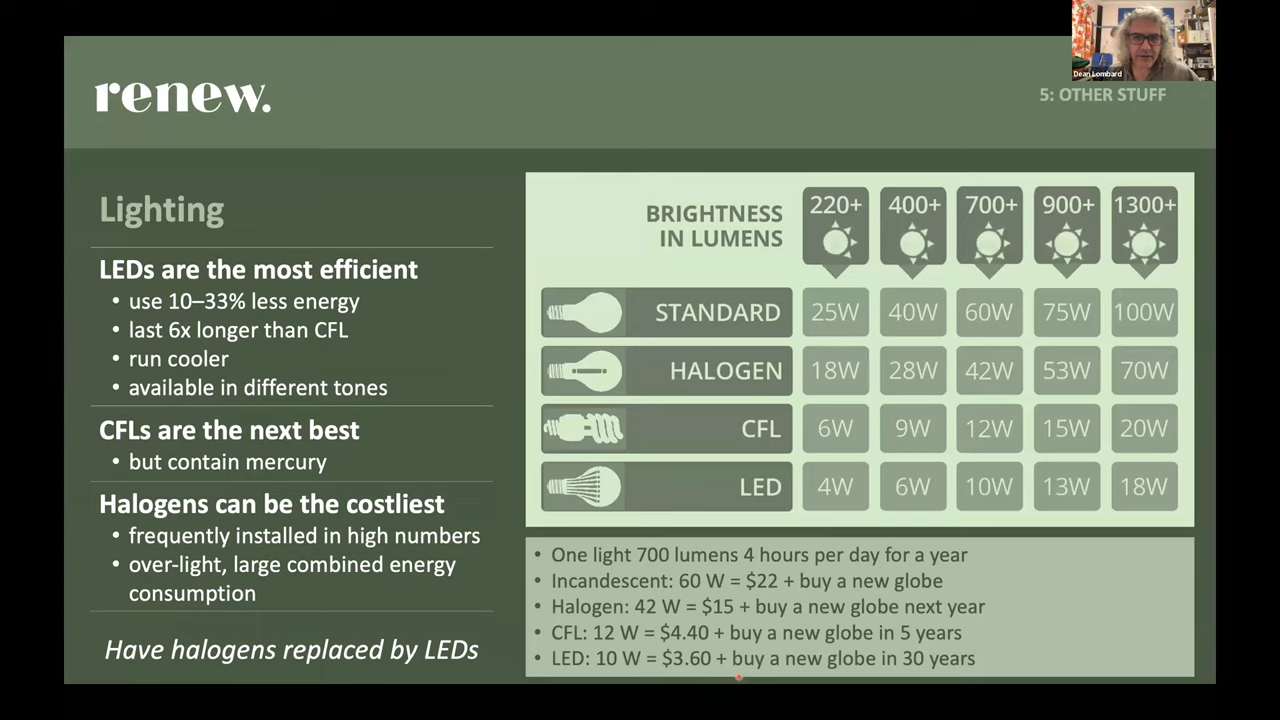 Dean Lombard
renew.
5: OTHER STUFF
Lighting
LEDs are the most efficient
• use 10–33% less energy
• last 6x longer than CFL
• run cooler
• available in different tones
CFLs are the next best
• but contain mercury
Halogens can be the costliest
• frequently installed in high numbers
• over-light, large combined energy
consumption
Have halogens replaced by LEDs
BRIGHTNESS
IN LUMENS
220+ 400+ 700+ 900+ 1300+
STANDARD 25W 40W 60W 75W 100W
HALOGEN 18W 28W 42W 53W 70W
CFL 6W 9W 12W 15W 20W
LED 4W 6W 10W 13W 18W
• One light 700 lumens 4 hours per day for a year
• Incandescent: 60 W = $22 + buy a new globe
• Halogen: 42 W = $15 + buy a new globe next year
• CFL: 12 W = $4.40 + buy a new globe in 5 years
• LED: 10 W = $3.60 + buy a new globe in 30 years